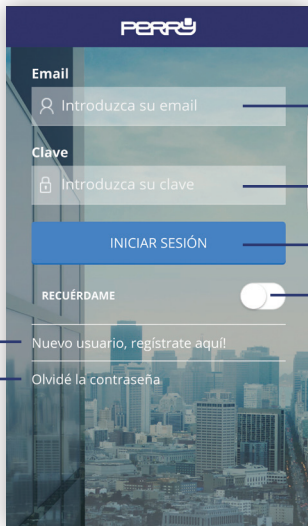 PERRY
Email
Introduzca su email
Clave
Introduzca su clave
INICIAR SESIÓN
RECUÉRDAME
Nuevo usuario, regístrate aquí!
Olvidé la contraseña